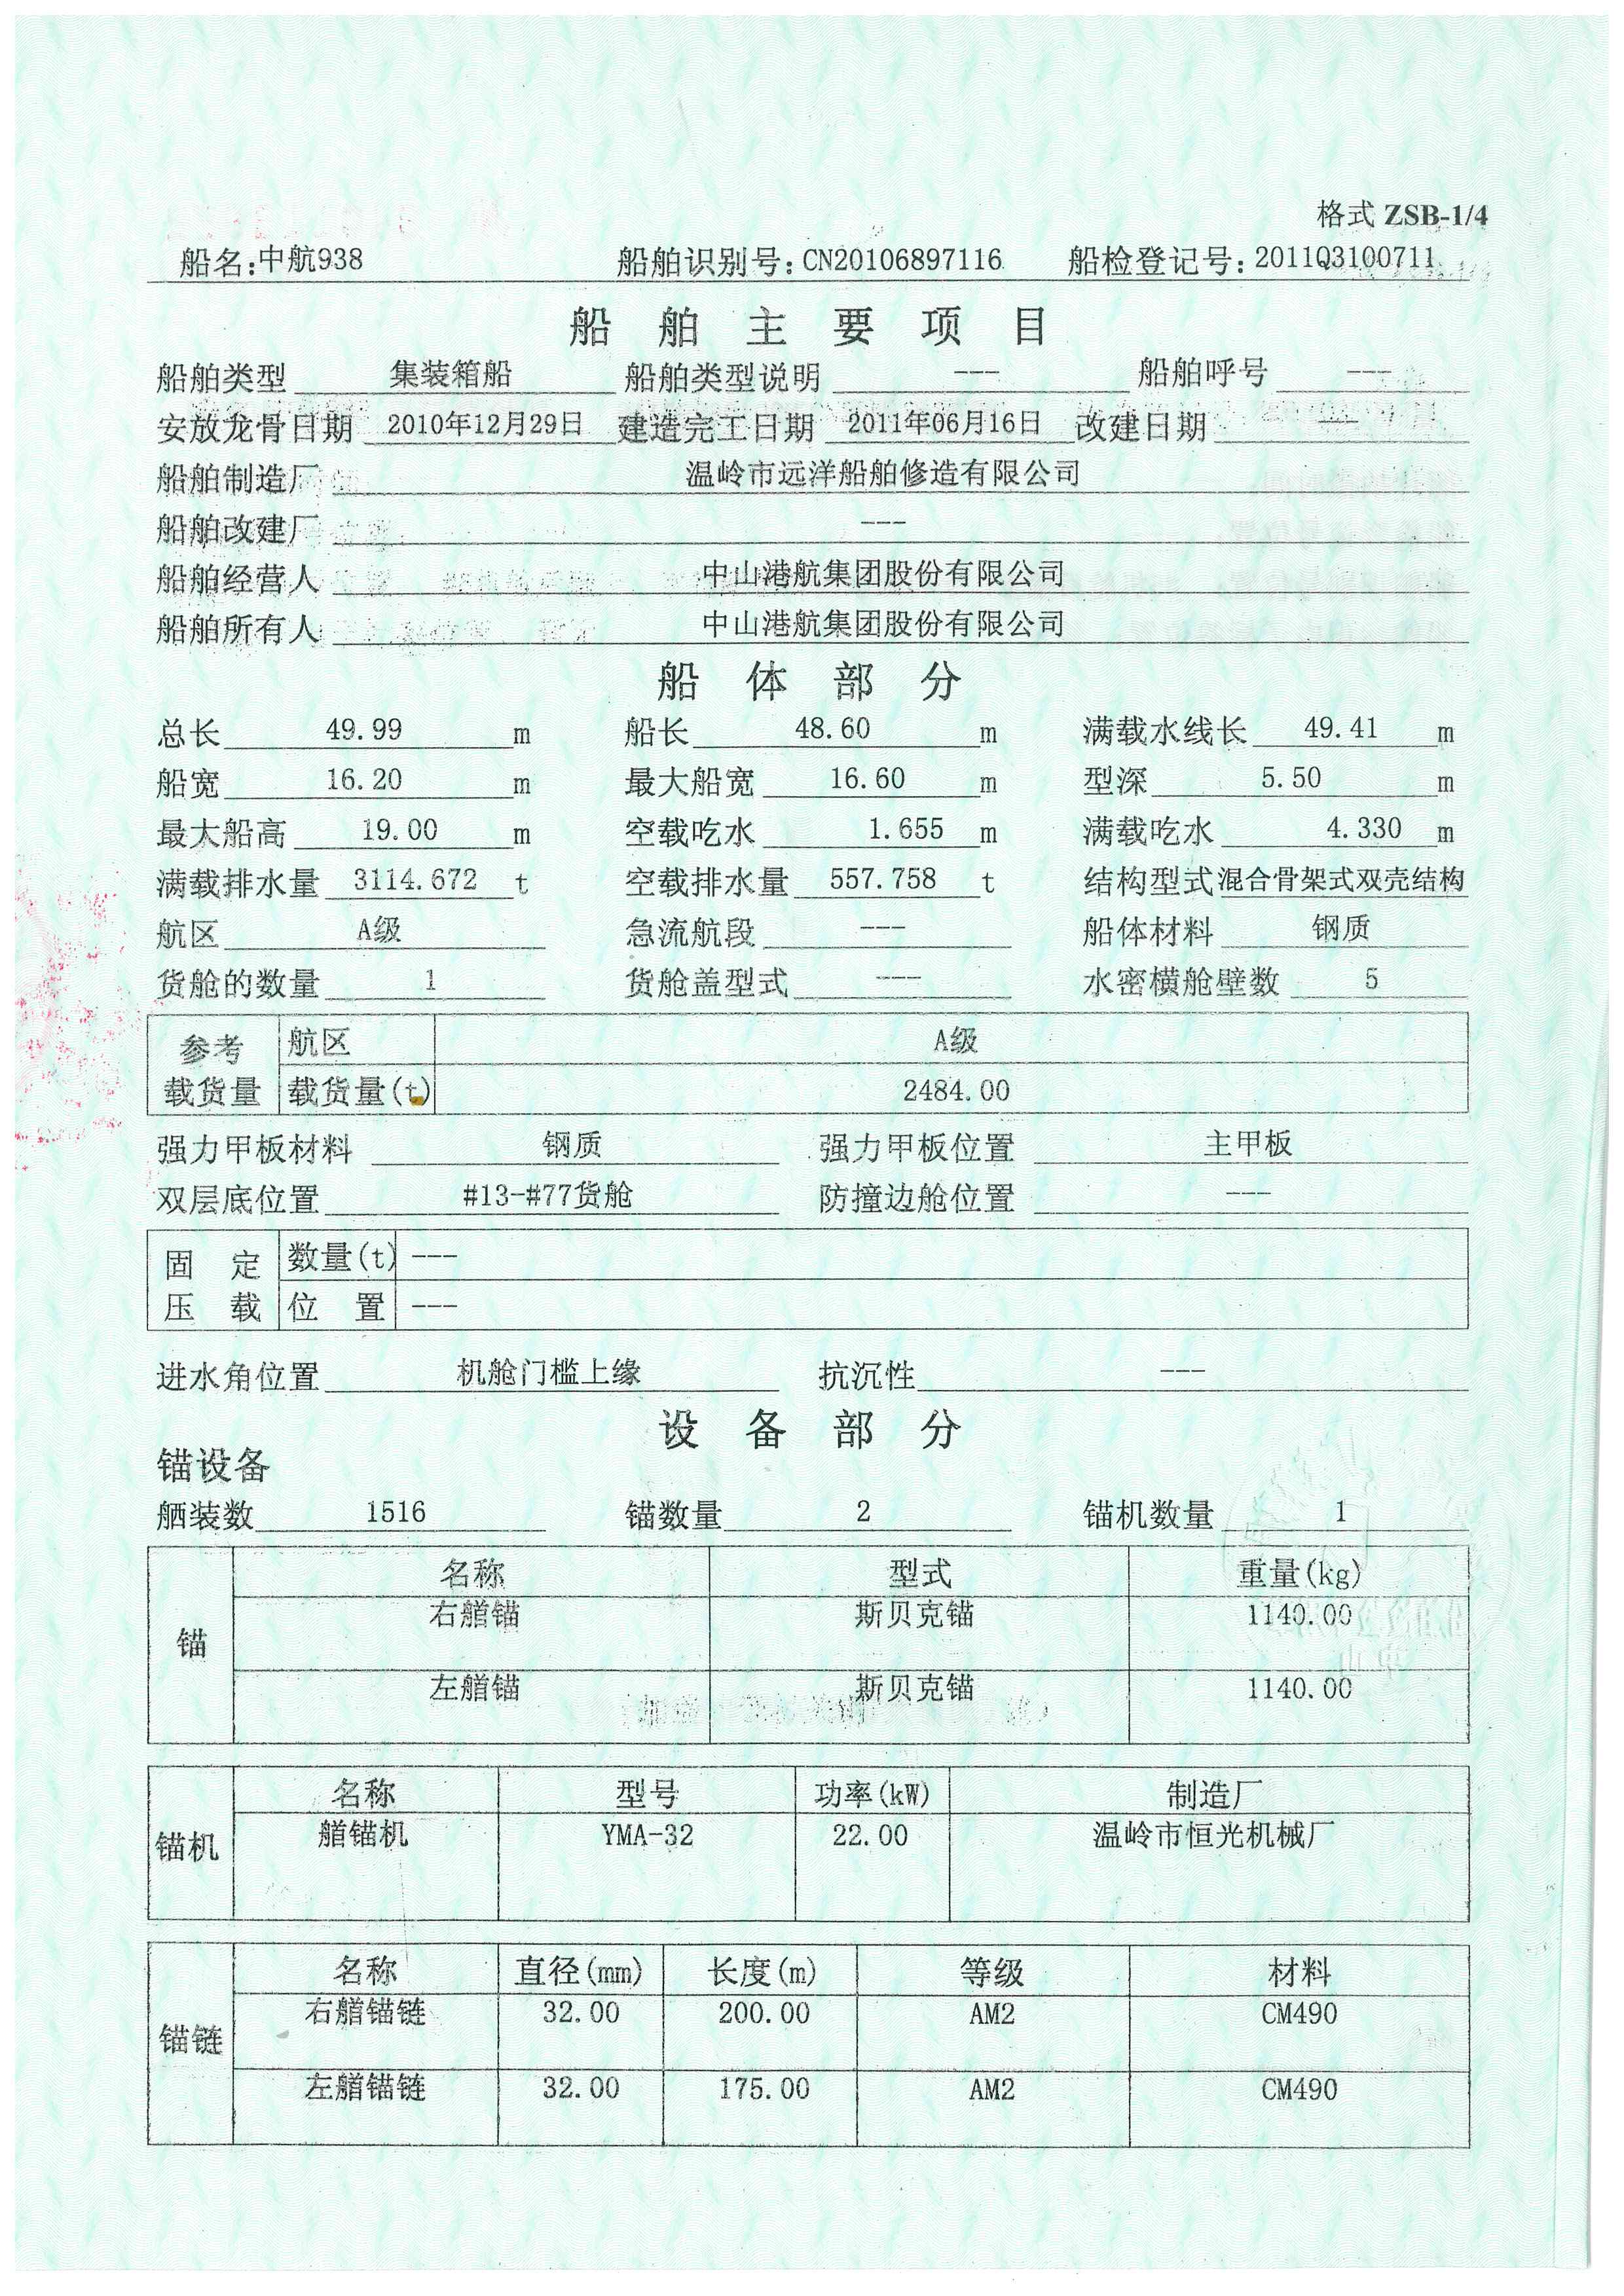 格式 ZSB-1/4
船名:中航938 船舶识别号:CN20106897116 船检登记号:2011Q3100711
船舶主要项目
船舶类型 集装箱船 船舶类型说明 --- 船舶呼号 ---
安放龙骨日期 2010年12月29日 建造完工日期 2011年06月16日 改建日期 ---
船舶制造厂 温岭市远洋船舶修造有限公司
船舶改建厂 ---
船舶经营人 中山港航集团股份有限公司
船舶所有人 中山港航集团股份有限公司
船体部分
总长 49.99 m 船长 48.60 m 满载水线长 49.41 m
船宽 16.20 m 最大船宽 16.60 m 型深 5.50 m
最大船高 19.00 m 空载吃水 1.655 m 满载吃水 4.330 m
满载排水量 3114.672 t 空载排水量 557.758 t 结构型式 混合骨架式双壳结构
航区 A级 急流航段 --- 船体材料 钢质
货舱的数量 1 货舱盖型式 --- 水密横舱壁数 5
参考 航区 A级
载货量 载货量(t) 2484.00
强力甲板材料 钢质 强力甲板位置 主甲板
双层底位置 #13-#77货舱 防撞边舱位置 ---
固定 数量(t) ---
压载 位置 ---
进水角位置 机舱门槛上缘 抗沉性 ---
设备部分
锚设备
舾装数 1516 锚数量 2 锚机数量 1
名称 型式 重量(kg)
右艏锚 斯贝克锚 1140.00
锚
左艏锚 斯贝克锚 1140.00
名称 型号 功率(kW) 制造厂
艏锚机 YMA-32 22.00 温岭市恒光机械厂
锚机
名称 直径(mm) 长度(m) 等级 材料
右艏锚链 32.00 200.00 AM2 CM490
锚链
左艏锚链 32.00 175.00 AM2 CM490